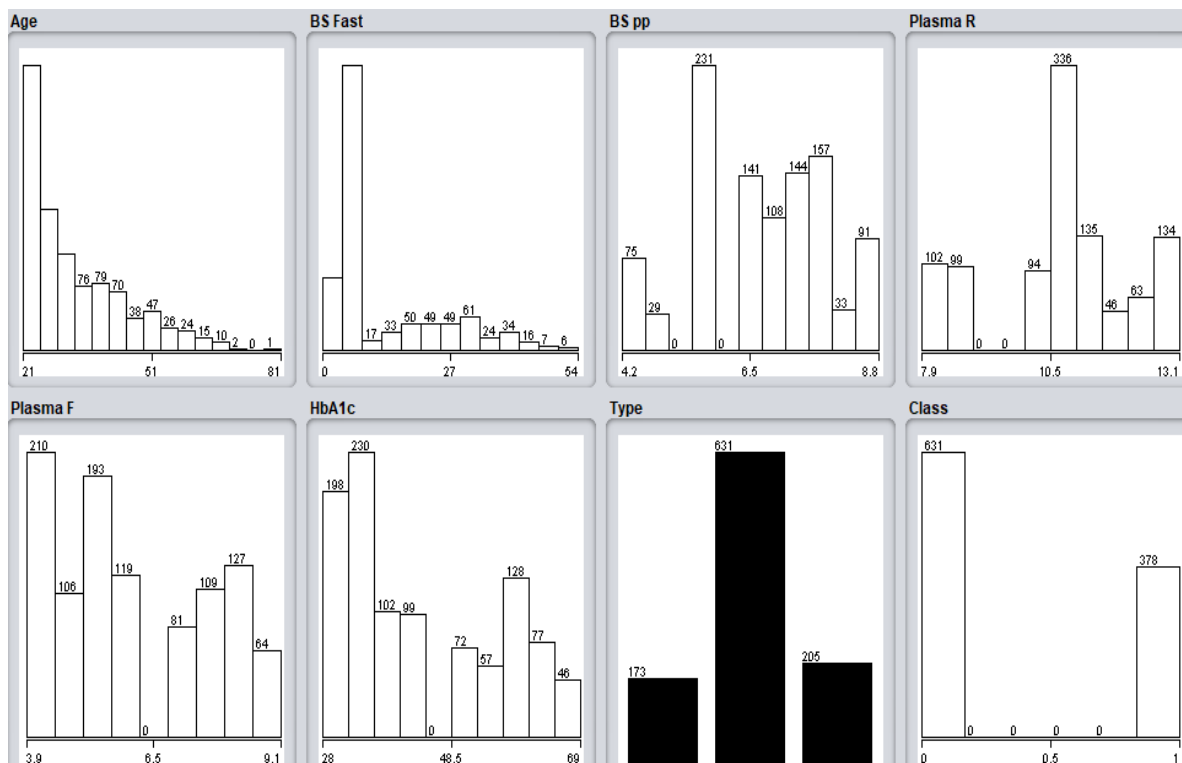 Age
76 79 70 38 47 26 24 15 10 2 0 1
21 51 81
BS Fast
17 33 50 49 49 61 24 34 16 7 6
0 27 54
BS pp
75 29 0 231 0 141 108 144 157 33 91
4.2 6.5 8.8
Plasma R
102 99 0 0 94 336 135 46 63 134
7.9 10.5 13.1
Plasma F
210 106 193 119 0 81 109 127 64
3.9 6.5 9.1
HbA1c
198 230 102 99 0 72 57 128 77 46
28 48.5 69
Type
173 631 205
Class
631 0 0 0 0 378
0 0.5 1